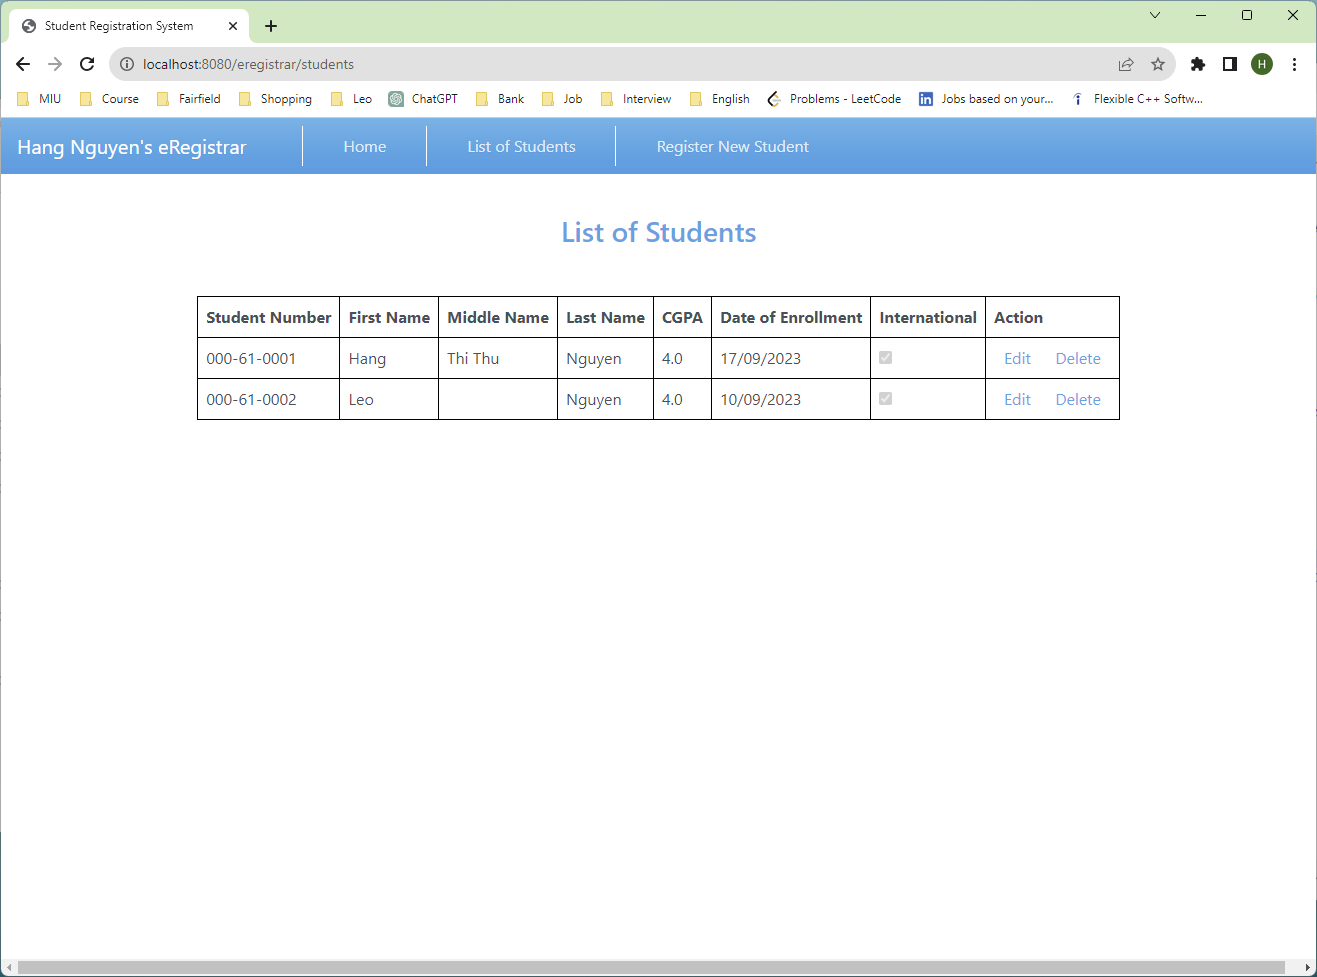 Student Registration System
localhost:8080/eregistrar/students
H
MIU Course Fairfield Shopping Leo ChatGPT Bank Job Interview English Problems - LeetCode Jobs based on your... Flexible C++ Softw...
Hang Nguyen's eRegistrar Home List of Students Register New Student
List of Students
Student Number First Name Middle Name Last Name CGPA Date of Enrollment International Action
000-61-0001 Hang Thi Thu Nguyen 4.0 17/09/2023 Edit Delete
000-61-0002 Leo Nguyen 4.0 10/09/2023 Edit Delete